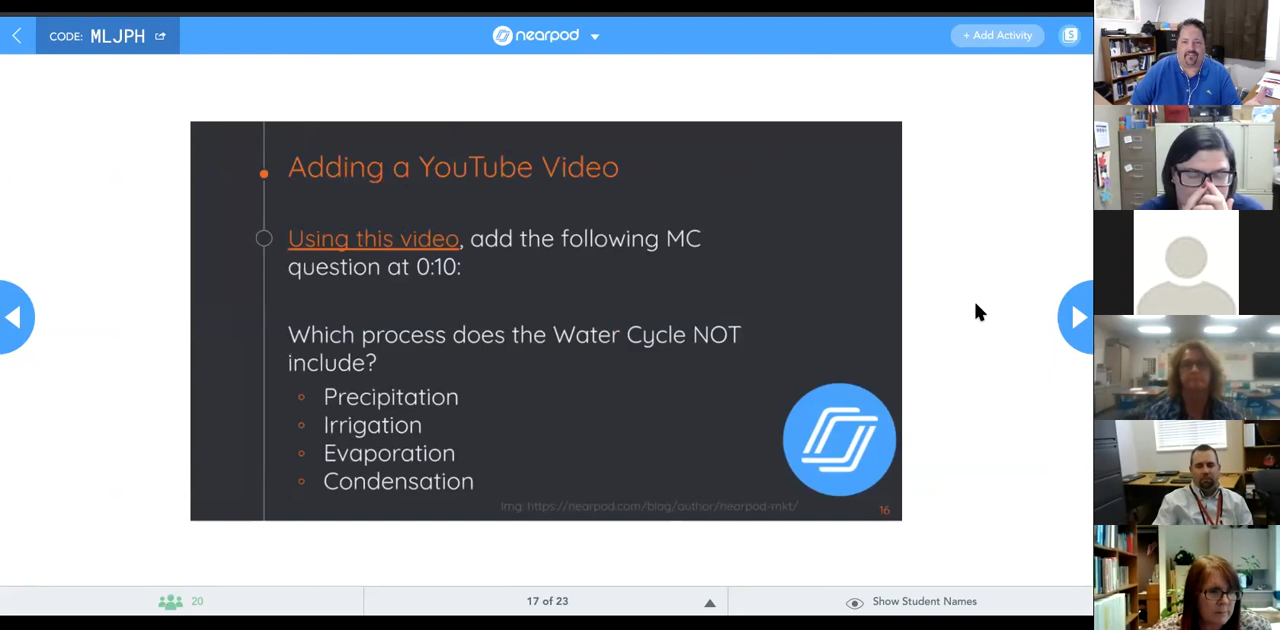 CODE: MLJPH
nearpod
+ Add Activity
S
Adding a YouTube Video
Using this video, add the following MC
question at 0:10:
Which process does the Water Cycle NOT
include?
Precipitation
Irrigation
Evaporation
Condensation
Img: https://nearpod.com/blog/author/nearpod-mkt/
16
20
17 of 23
Show Student Names